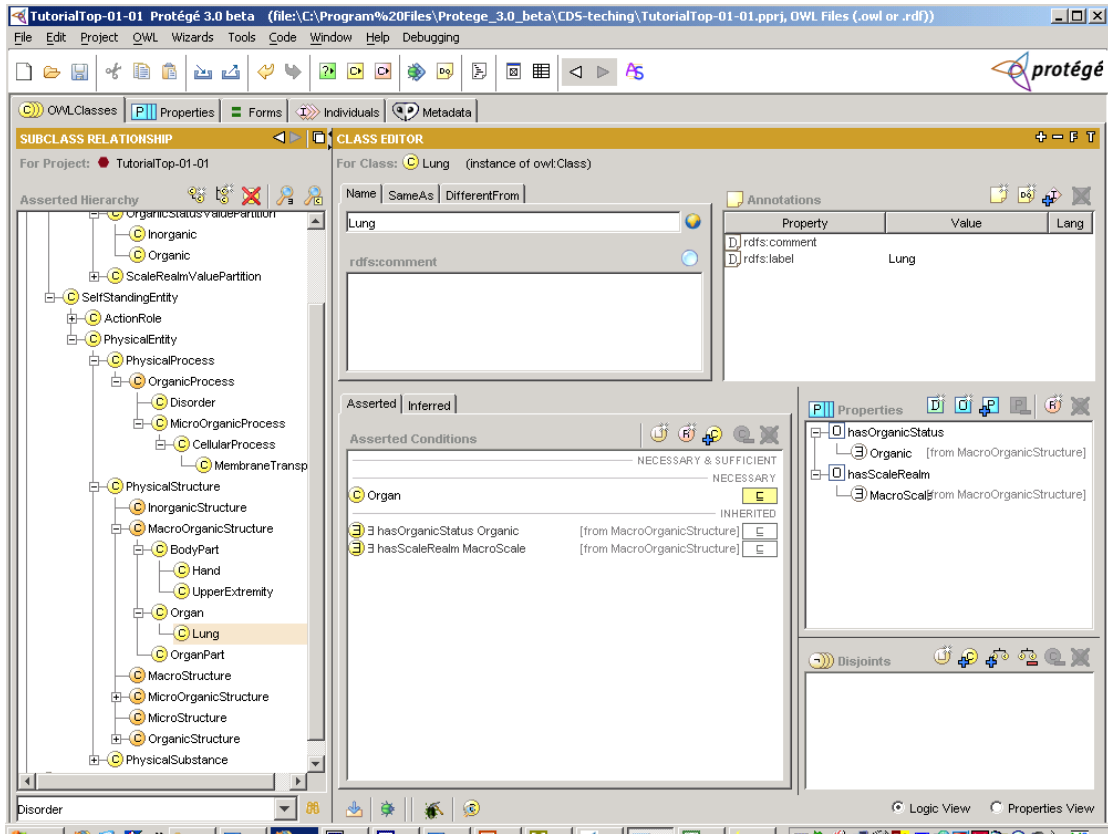 TutorialTop-01-01 Protégé 3.0 beta (file:\C:\Program%20Files\Protege_3.0_beta\CDS-teching\TutorialTop-01-01.pprj, OWL Files (.owl or .rdf))
File Edit Project OWL Wizards Tools Code Window Help Debugging
protégé
OWLClasses Properties Forms Individuals Metadata
SUBCLASS RELATIONSHIP
For Project: TutorialTop-01-01
Asserted Hierarchy
OrganicStatusValuePartition
Inorganic
Organic
ScaleRealmValuePartition
SelfStandingEntity
ActionRole
PhysicalEntity
PhysicalProcess
OrganicProcess
Disorder
MicroOrganicProcess
CellularProcess
MembraneTransp
PhysicalStructure
InorganicStructure
MacroOrganicStructure
BodyPart
Hand
UpperExtremity
Organ
Lung
OrganPart
MacroStructure
MicroOrganicStructure
MicroStructure
OrganicStructure
PhysicalSubstance
Disorder
CLASS EDITOR
For Class: C Lung (instance of owl:Class)
Name SameAs DifferentFrom
Lung
rdfs:comment
Annotations
Property Value Lang
D rdfs:comment
D rdfs:label Lung
Asserted Inferred
Asserted Conditions
NECESSARY & SUFFICIENT
NECESSARY
Organ ⊑
INHERITED
∃ hasOrganicStatus Organic [from MacroOrganicStructure] ⊑
∃ hasScaleRealm MacroScale [from MacroOrganicStructure] ⊑
Properties
O hasOrganicStatus
∃ Organic [from MacroOrganicStructure]
O hasScaleRealm
∃ MacroScale from MacroOrganicStructure]
Disjoints
Logic View Properties View